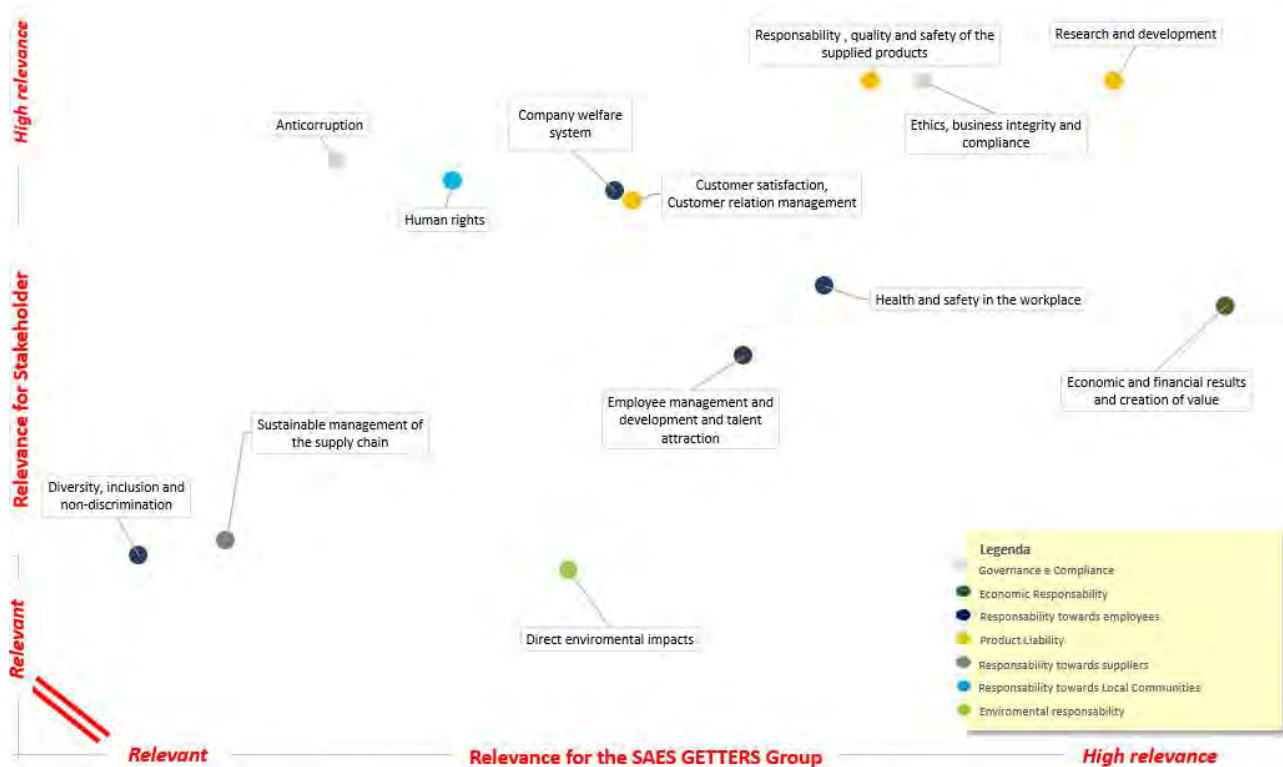 High relevance
Responsability , quality and safety of the
supplied products
Research and development
Ethics, business integrity and
compliance
Anticorruption
Company welfare
system
Human rights
Customer satisfaction,
Customer relation management
Relevance for Stakeholder
Health and safety in the workplace
Economic and financial results
and creation of value
Employee management and
development and talent
attraction
Sustainable management of
the supply chain
Diversity, inclusion and
non-discrimination
Direct enviromental impacts
Relevant
Legenda
Governance e Compliance
Economic Responsability
Responsability towards employees
Product Liability
Responsability towards suppliers
Responsability towards Local Communities
Enviromental responsability
Relevant
Relevance for the SAES GETTERS Group
High relevance